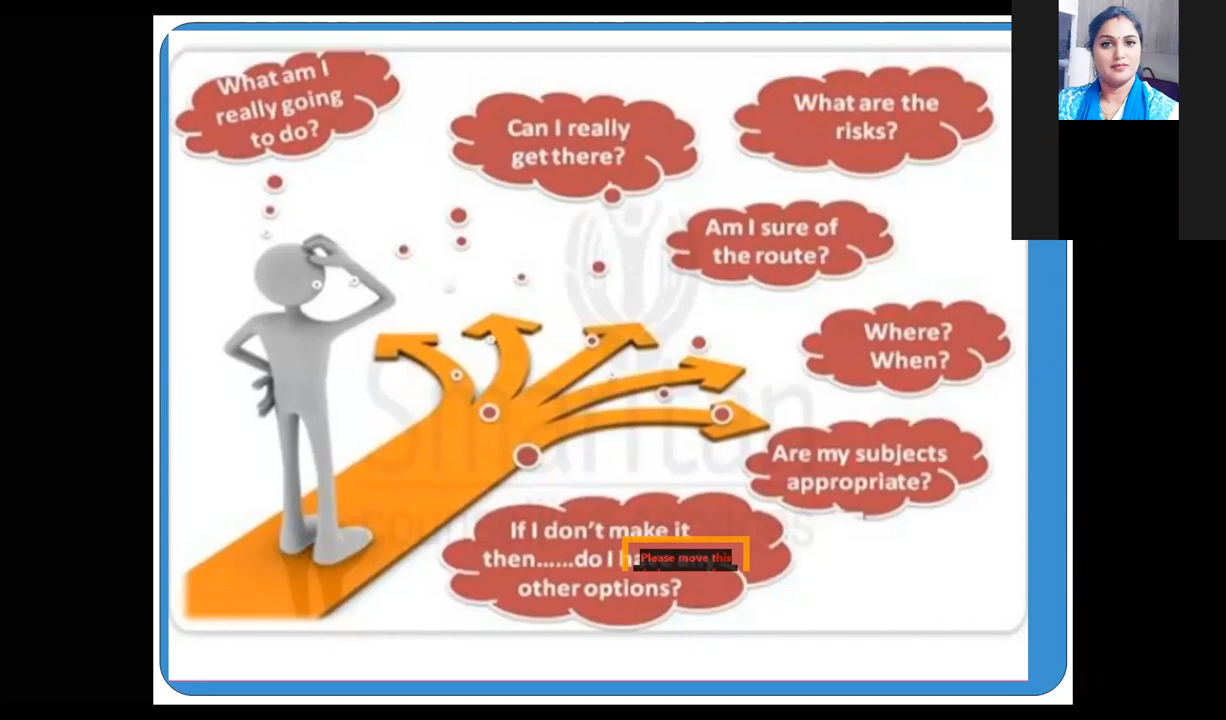 What am I
really going
to do?
Can I really
get there?
What are the
risks?
Am I sure of
the route?
Where?
When?
Are my subjects
appropriate?
If I don't make it
then......do I
Please move this
other options?